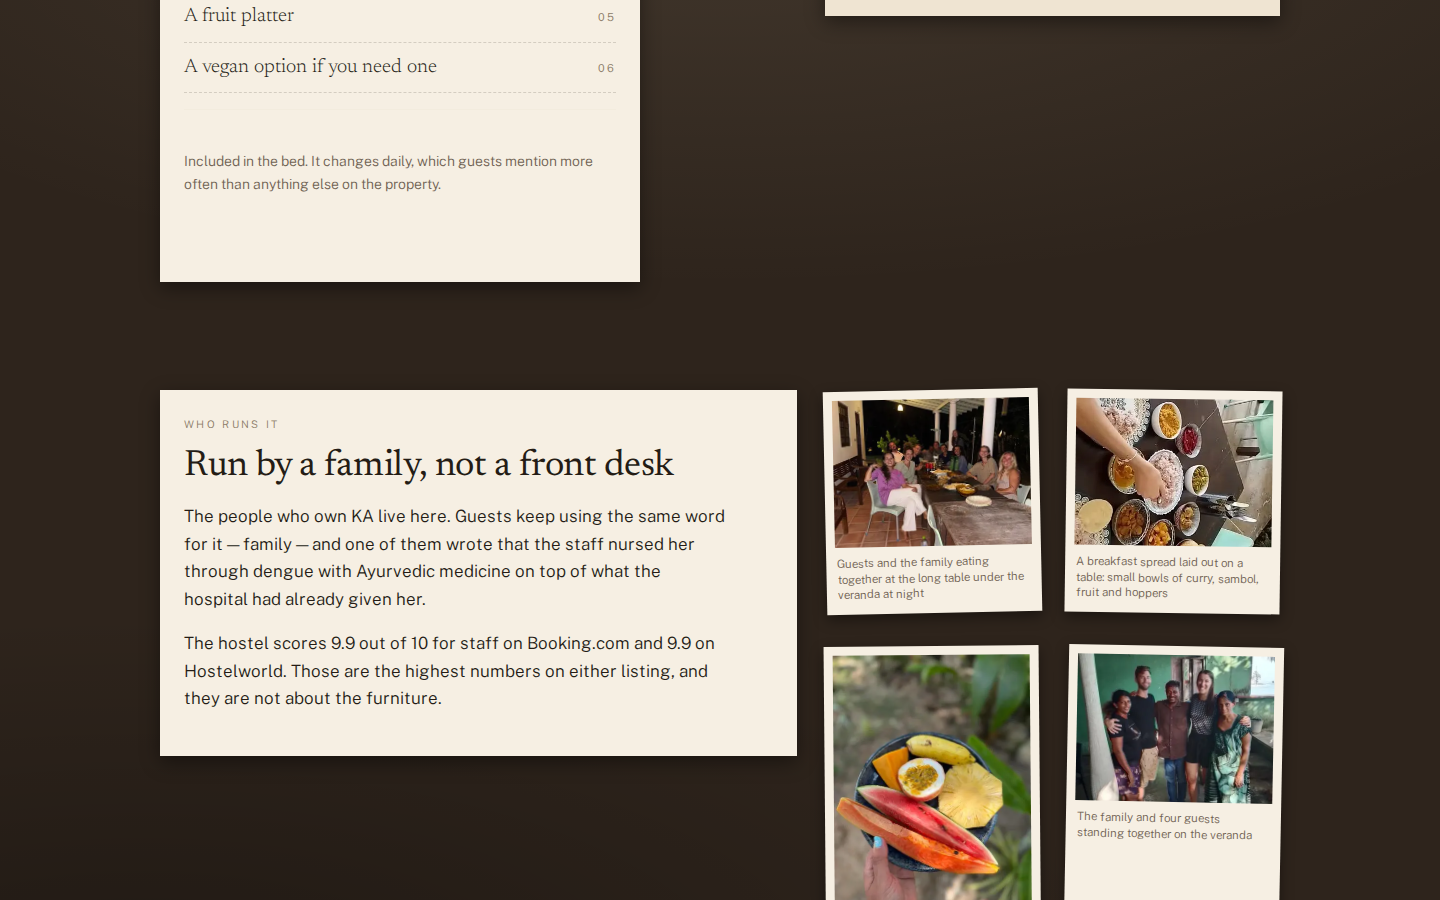 A fruit platter 05
A vegan option if you need one 06
Included in the bed. It changes daily, which guests mention more
often than anything else on the property.
WHO RUNS IT
Run by a family, not a front desk
The people who own KA live here. Guests keep using the same word
for it — family — and one of them wrote that the staff nursed her
through dengue with Ayurvedic medicine on top of what the
hospital had already given her.
The hostel scores 9.9 out of 10 for staff on Booking.com and 9.9 on
Hostelworld. Those are the highest numbers on either listing, and
they are not about the furniture.
Guests and the family eating
together at the long table under the
veranda at night
A breakfast spread laid out on a
table: small bowls of curry, sambol,
fruit and hoppers
The family and four guests
standing together on the veranda